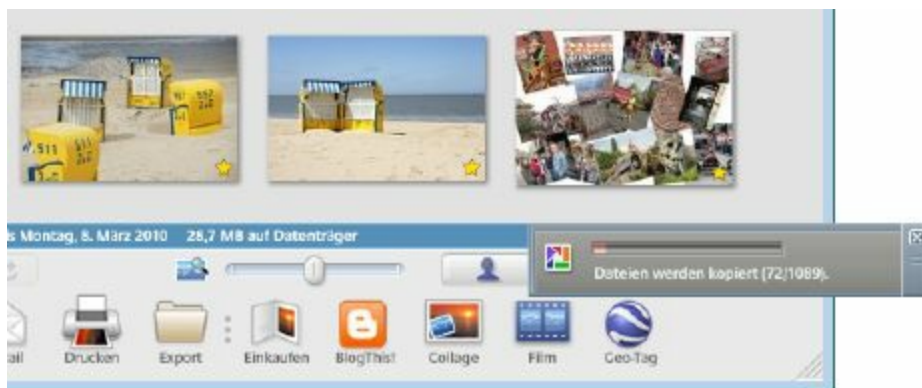 is Montag, 8. März 2010 28,7 MB auf Datenträger
Dateien werden kopiert (72/1089).
ail Drucken Export Einkaufen BlogThis! Collage Film Geo-Tag